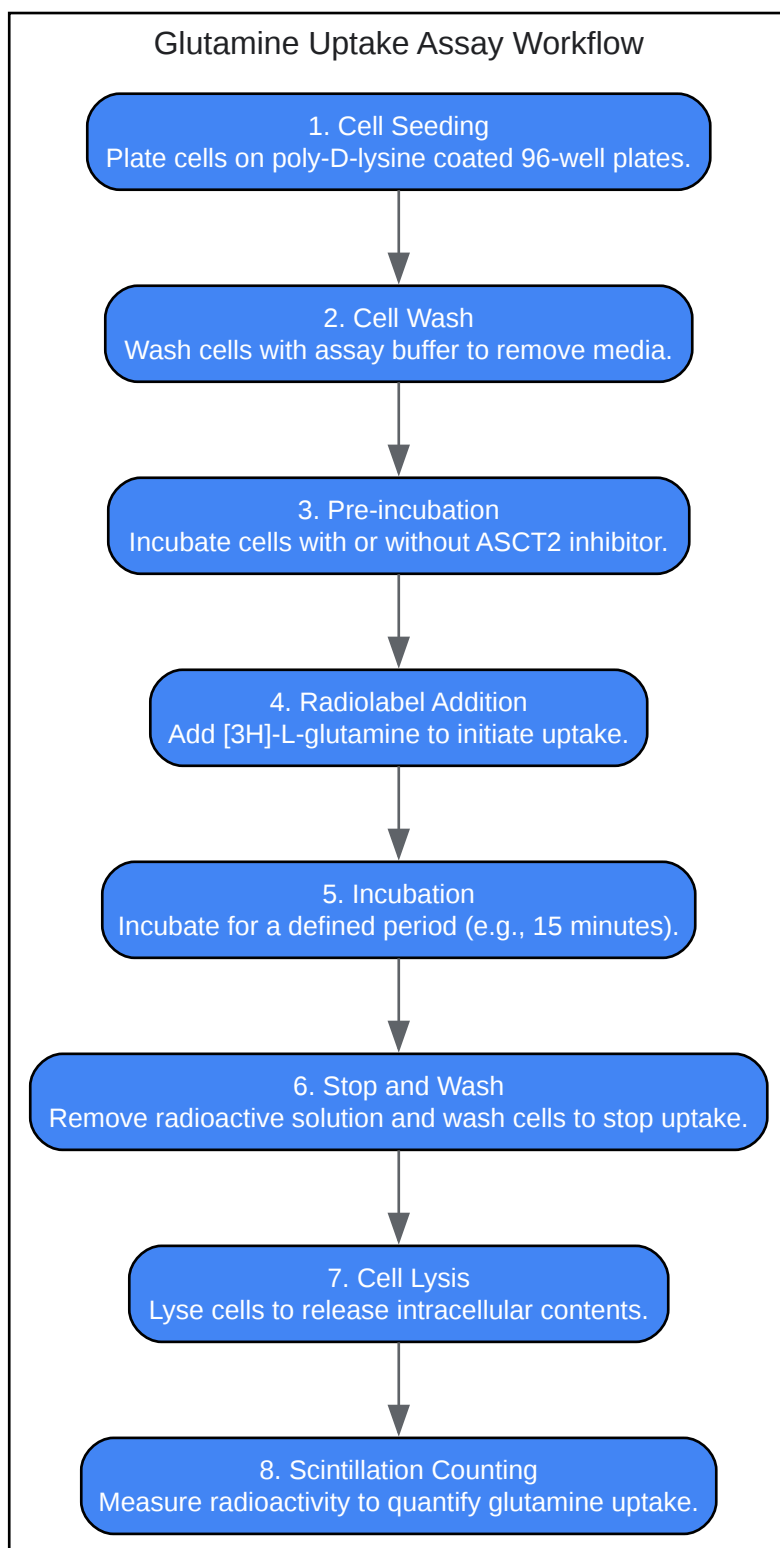 Glutamine Uptake Assay Workflow
1. Cell Seeding
Plate cells on poly-D-lysine coated 96-well plates.
2. Cell Wash
Wash cells with assay buffer to remove media.
3. Pre-incubation
Incubate cells with or without ASCT2 inhibitor.
4. Radiolabel Addition
Add [3H]-L-glutamine to initiate uptake.
5. Incubation
Incubate for a defined period (e.g., 15 minutes).
6. Stop and Wash
Remove radioactive solution and wash cells to stop uptake.
7. Cell Lysis
Lyse cells to release intracellular contents.
8. Scintillation Counting
Measure radioactivity to quantify glutamine uptake.